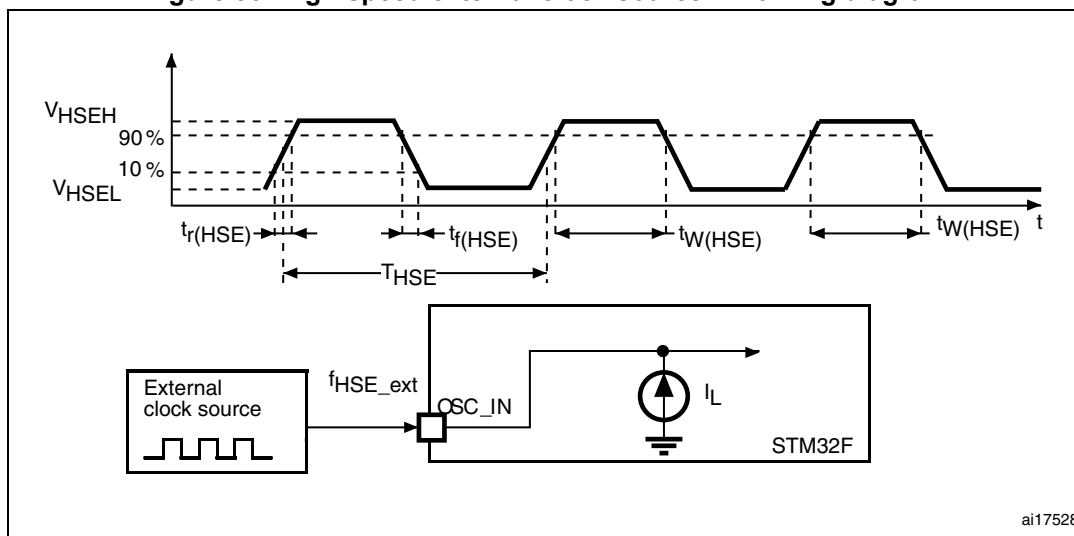 VHSEH
90 %
10 %
VHSEL
tr(HSE)
tf(HSE)
tW(HSE)
tW(HSE)
t
THSE
External
clock source
fHSE_ext
OSC_IN
IL
STM32F
ai17528